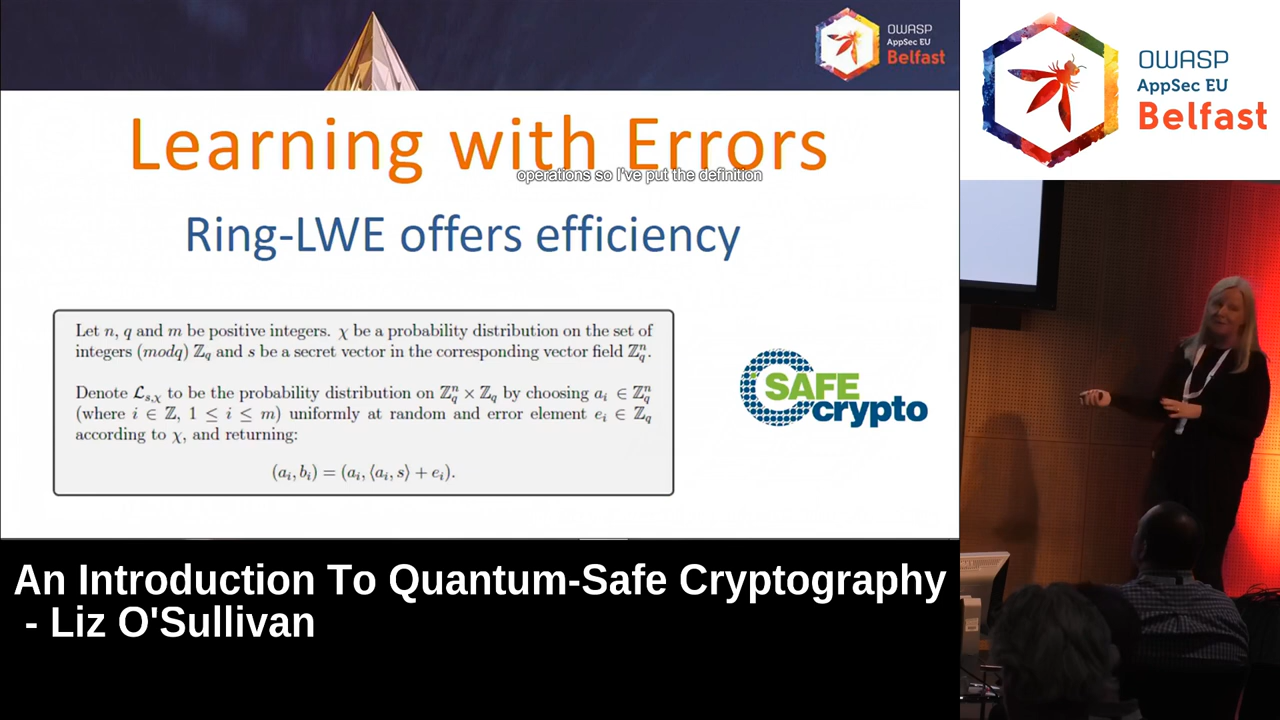 OWASP
AppSec EU
Belfast
OWASP
AppSec EU
Belfast
Learning with Errors
operations so I've put the definition
Ring-LWE offers efficiency
Let n, q and m be positive integers. χ be a probability distribution on the set of
integers (modq) ℤ_q and s be a secret vector in the corresponding vector field ℤ_q^n.
Denote 𝓛_{s,χ} to be the probability distribution on ℤ_q^n × ℤ_q by choosing a_i ∈ ℤ_q^n
(where i ∈ ℤ, 1 ≤ i ≤ m) uniformly at random and error element e_i ∈ ℤ_q
according to χ, and returning:
(a_i, b_i) = (a_i, ⟨a_i, s⟩ + e_i).
SAFE
crypto
An Introduction To Quantum-Safe Cryptography
- Liz O'Sullivan